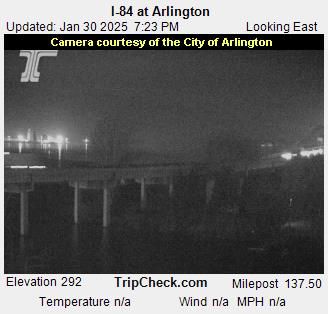 I-84 at Arlington
Updated: Jan 30 2025 7:23 PM Looking East
Camera courtesy of the City of Arlington
Elevation 292 TripCheck.com Milepost 137.50
Temperature n/a Wind n/a MPH n/a